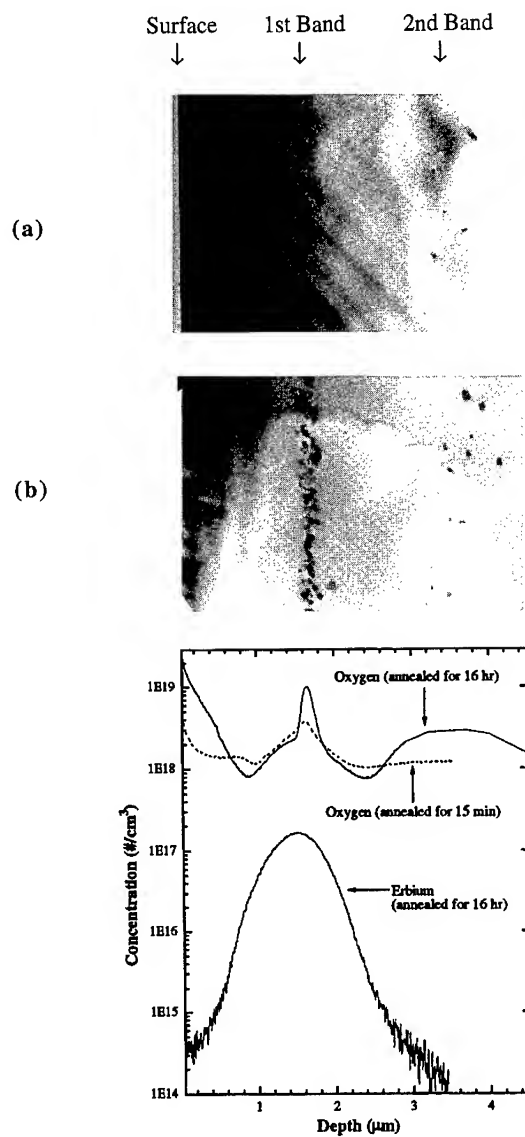 Surface 1st Band 2nd Band
↓ ↓ ↓
(a)
(b)
1E19
1E18
1E17
1E16
1E15
1E14
Concentration (#/cm³)
Oxygen (annealed for 16 hr)
Oxygen (annealed for 15 min)
Erbium
(annealed for 16 hr)
1 2 3 4
Depth (μm)